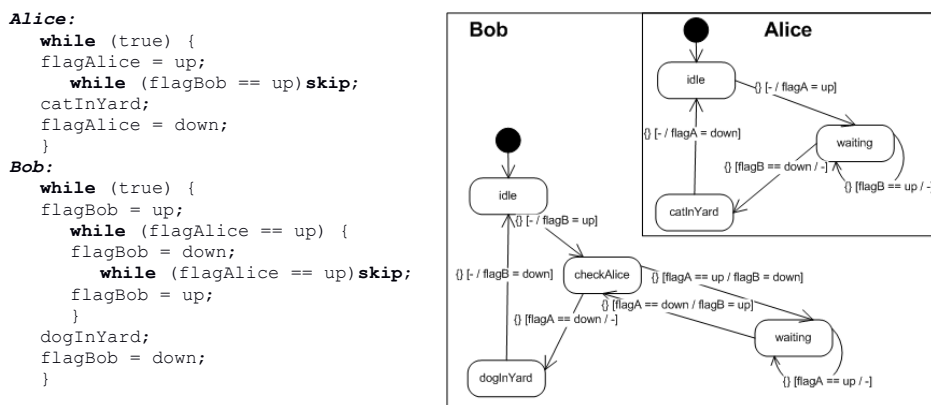 Alice:
while (true) {
flagAlice = up;
while (flagBob == up)skip;
catInYard;
flagAlice = down;
}
Bob:
while (true) {
flagBob = up;
while (flagAlice == up) {
flagBob = down;
while (flagAlice == up)skip;
flagBob = up;
}
dogInYard;
flagBob = down;
}
Bob
idle
{} [- / flagB = up]
{} [- / flagB = down]
checkAlice
{} [flagA == up / flagB = down]
{} [flagA == down / flagB = up]
{} [flagA == down / -]
waiting
dogInYard
{} [flagA == up / -]
Alice
idle
{} [- / flagA = up]
{} [- / flagA = down]
waiting
{} [flagB == down / -]
{} [flagB == up / -]
catInYard